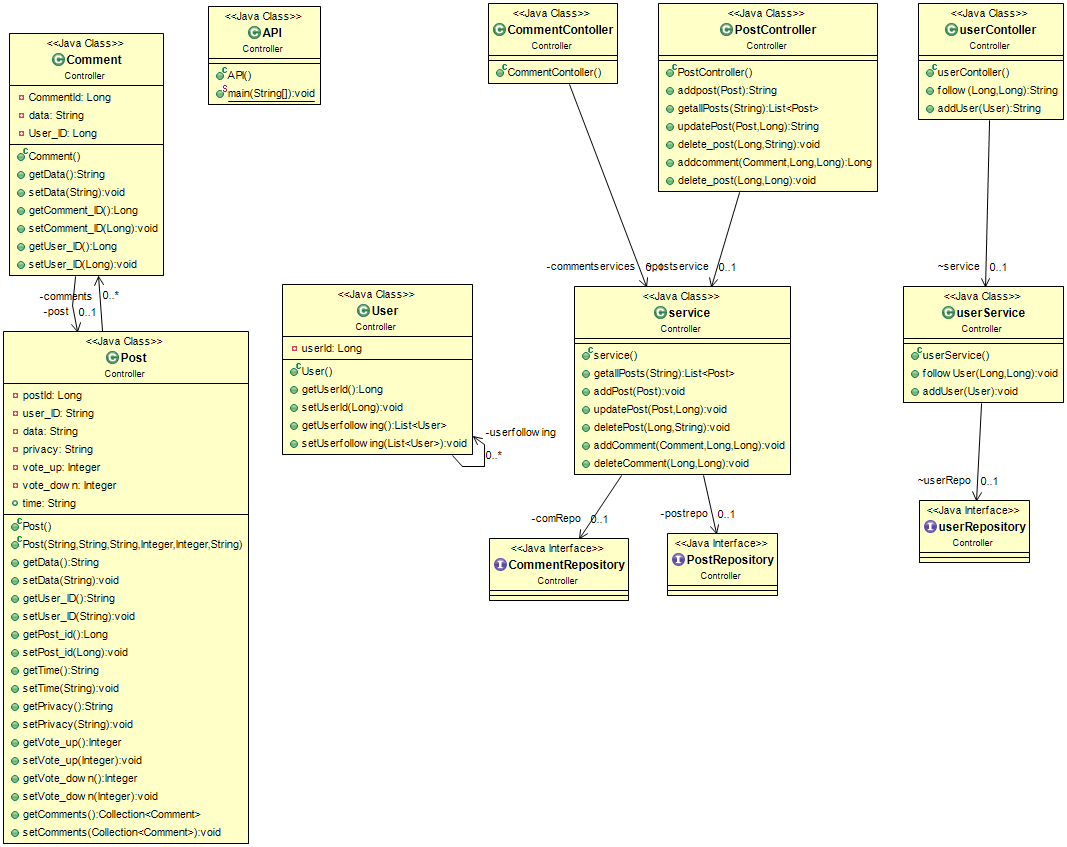 <<Java Class>>
Comment
Controller
CommentId: Long
data: String
User_ID: Long
Comment()
getData():String
setData(String):void
getComment_ID():Long
setComment_ID(Long):void
getUser_ID():Long
setUser_ID(Long):void
<<Java Class>>
API
Controller
API()
main(String[]):void
<<Java Class>>
CommentContoller
Controller
CommentContoller()
<<Java Class>>
PostController
Controller
PostController()
addpost(Post):String
getallPosts(String):List<Post>
updatePost(Post,Long):String
delete_post(Long,String):void
addcomment(Comment,Long,Long):Long
delete_post(Long,Long):void
<<Java Class>>
userContoller
Controller
userContoller()
follow(Long,Long):String
addUser(User):String
-comments 0..*
-post 0..1
-commentservices 0..1
~postservice 0..1
~service 0..1
<<Java Class>>
Post
Controller
postId: Long
user_ID: String
data: String
privacy: String
vote_up: Integer
vote_down: Integer
time: String
Post()
Post(String,String,String,Integer,Integer,String)
getData():String
setData(String):void
getUser_ID():String
setUser_ID(String):void
getPost_id():Long
setPost_id(Long):void
getTime():String
setTime(String):void
getPrivacy():String
setPrivacy(String):void
getVote_up():Integer
setVote_up(Integer):void
getVote_down():Integer
setVote_down(Integer):void
getComments():Collection<Comment>
setComments(Collection<Comment>):void
<<Java Class>>
User
Controller
userId: Long
User()
getUserId():Long
setUserId(Long):void
getUserfollowing():List<User>
setUserfollowing(List<User>):void
-userfollowing
0..*
<<Java Class>>
service
Controller
service()
getallPosts(String):List<Post>
addPost(Post):void
updatePost(Post,Long):void
deletePost(Long,String):void
addComment(Comment,Long,Long):void
deleteComment(Long,Long):void
<<Java Class>>
userService
Controller
userService()
followUser(Long,Long):void
addUser(User):void
-comRepo 0..1
-postrepo 0..1
~userRepo 0..1
<<Java Interface>>
CommentRepository
Controller
<<Java Interface>>
PostRepository
Controller
<<Java Interface>>
userRepository
Controller